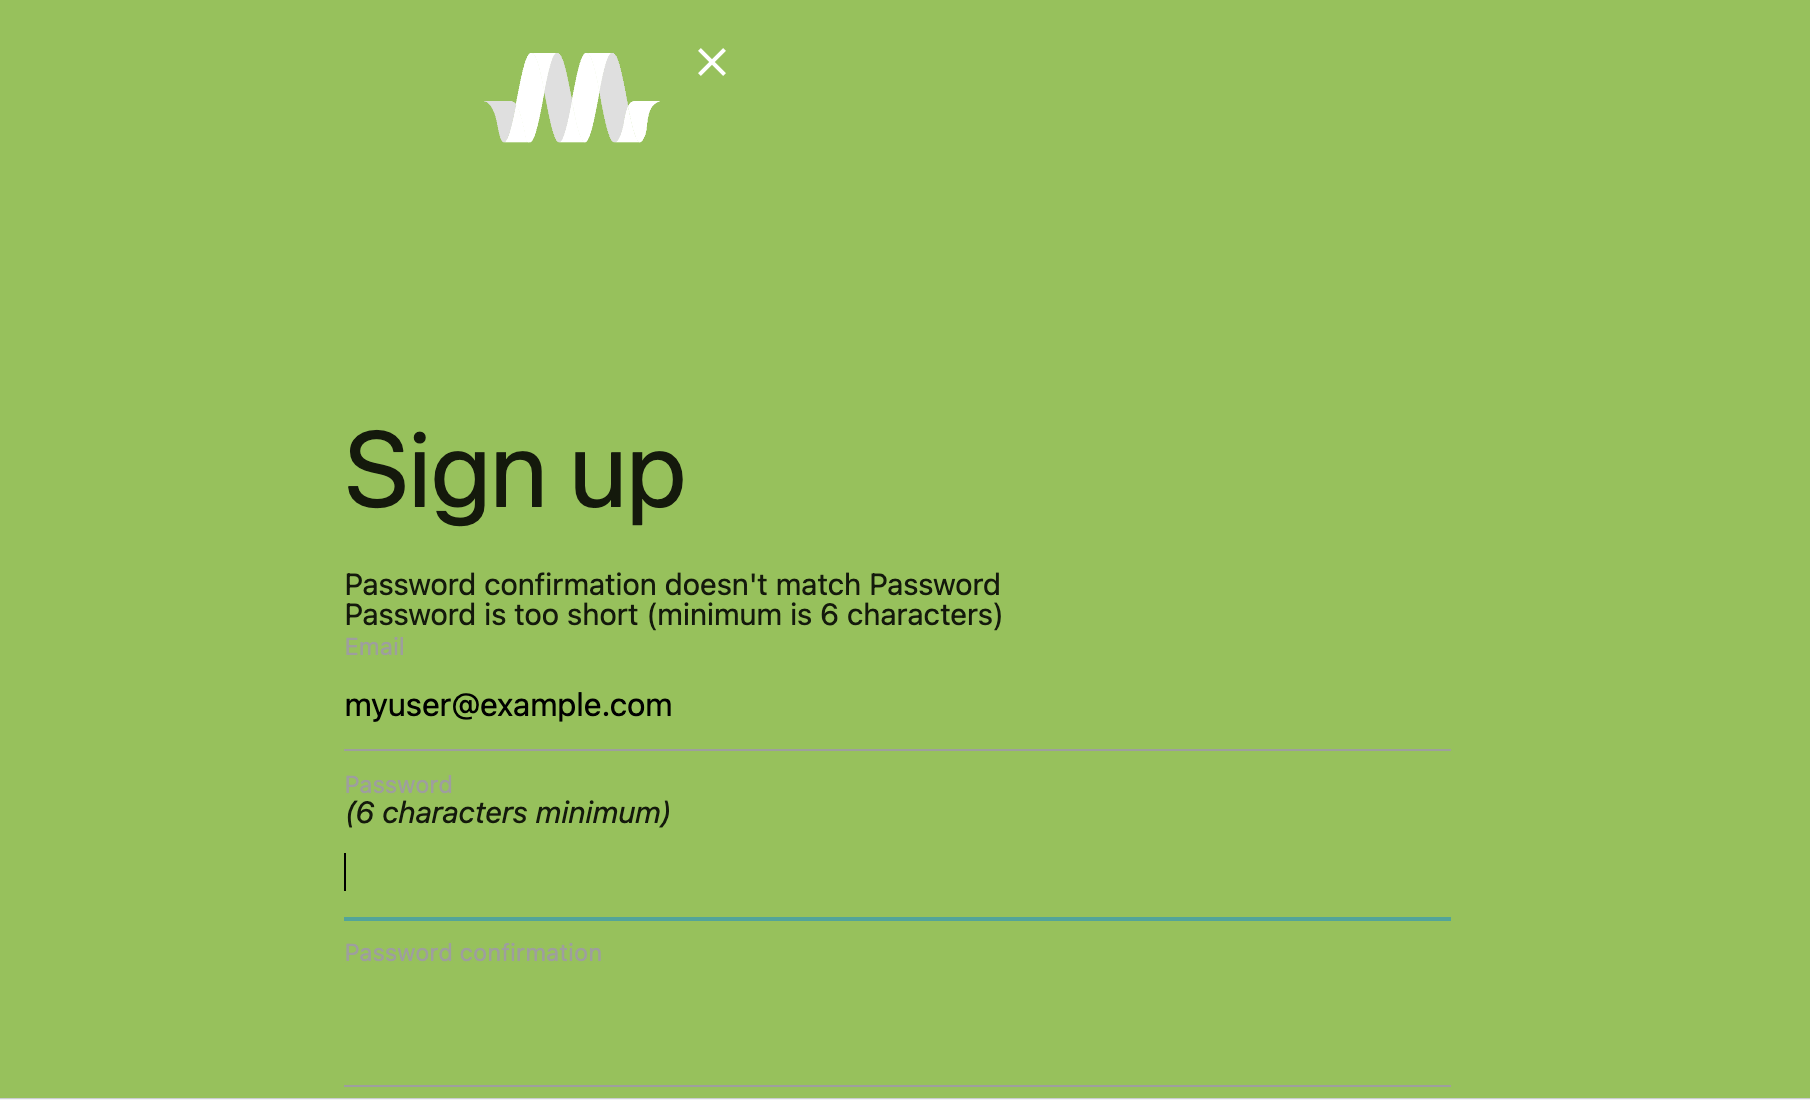 Sign up
Password confirmation doesn't match Password
Password is too short (minimum is 6 characters)
Email
myuser@example.com
Password
(6 characters minimum)
Password confirmation